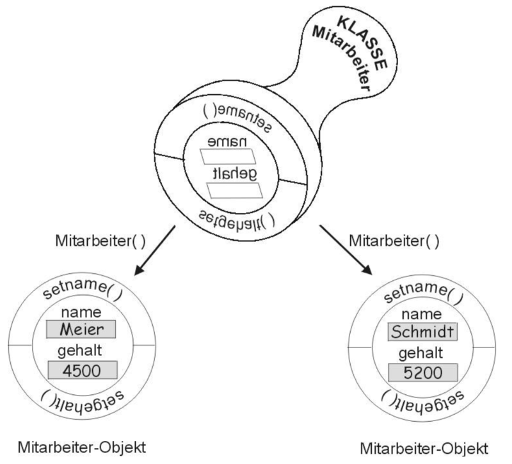 KLASSE
Mitarbeiter
setname( )
name
gehalt
setgehalt( )
Mitarbeiter( )
Mitarbeiter( )
setname( )
name
Meier
gehalt
4500
setgehalt( )
Mitarbeiter-Objekt
setname( )
name
Schmidt
gehalt
5200
setgehalt( )
Mitarbeiter-Objekt